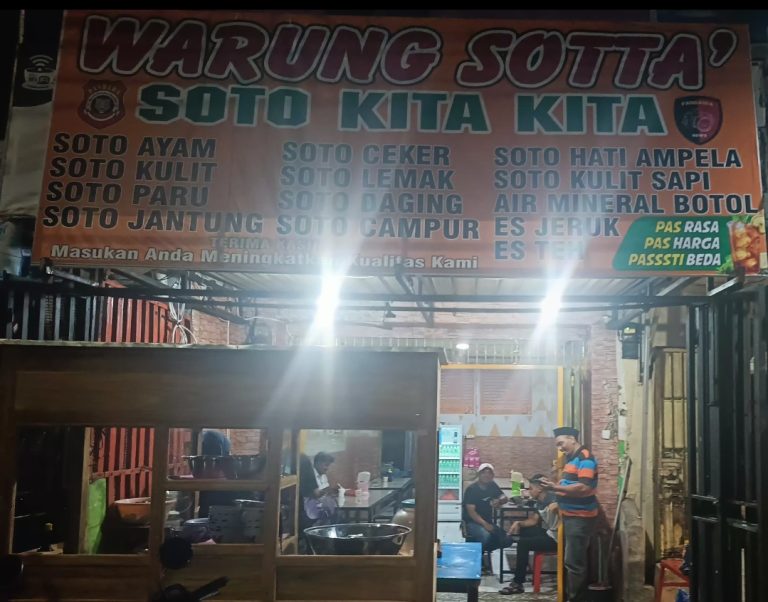 WARUNG SOTTA'
SOTO KITA KITA
SOTO AYAM
SOTO KULIT
SOTO PARU
SOTO JANTUNG
SOTO CEKER
SOTO LEMAK
SOTO DAGING
SOTO CAMPUR
SOTO HATI AMPELA
SOTO KULIT SAPI
AIR MINERAL BOTOL
ES JERUK
ES TEH
PAS RASA
PAS HARGA
PASSSTI BEDA
TERIMA KASIH
Masukan Anda Meningkatkan Kualitas Kami